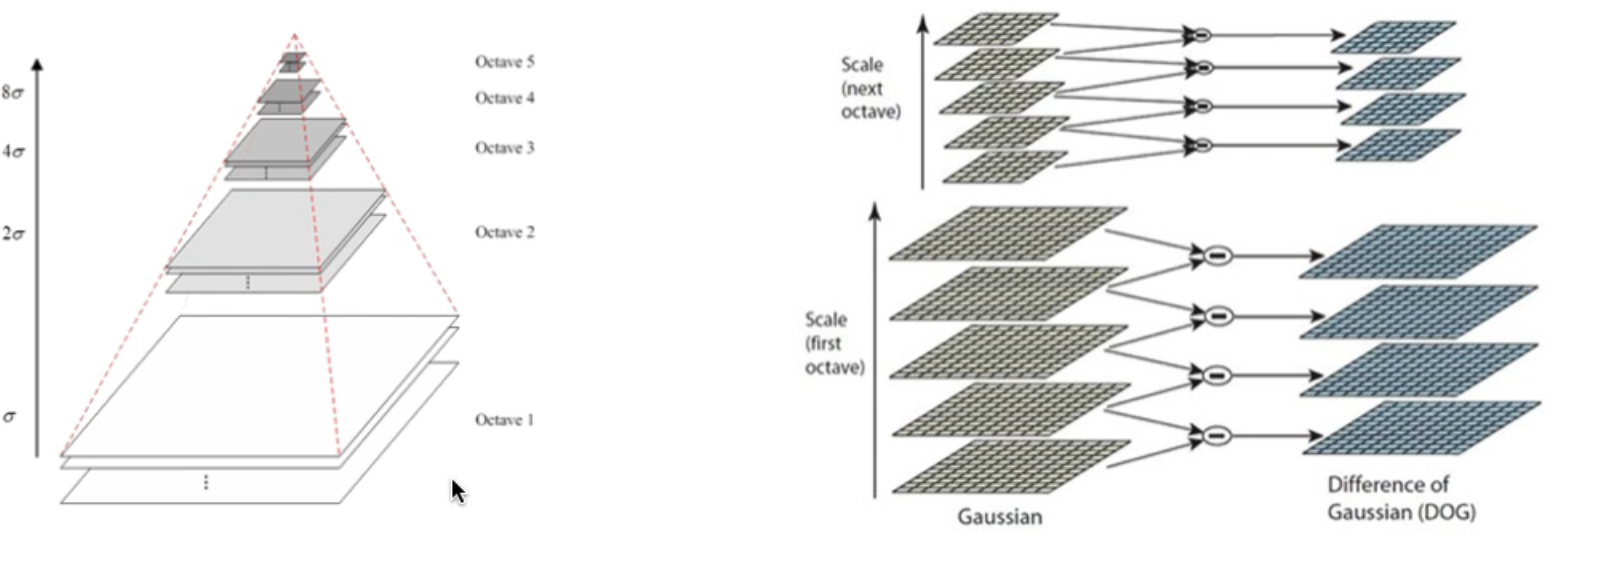 Octave 5
8σ
Octave 4
4σ
Octave 3
2σ
Octave 2
σ
Octave 1
Scale
(next
octave)
Scale
(first
octave)
Gaussian
Difference of
Gaussian (DOG)